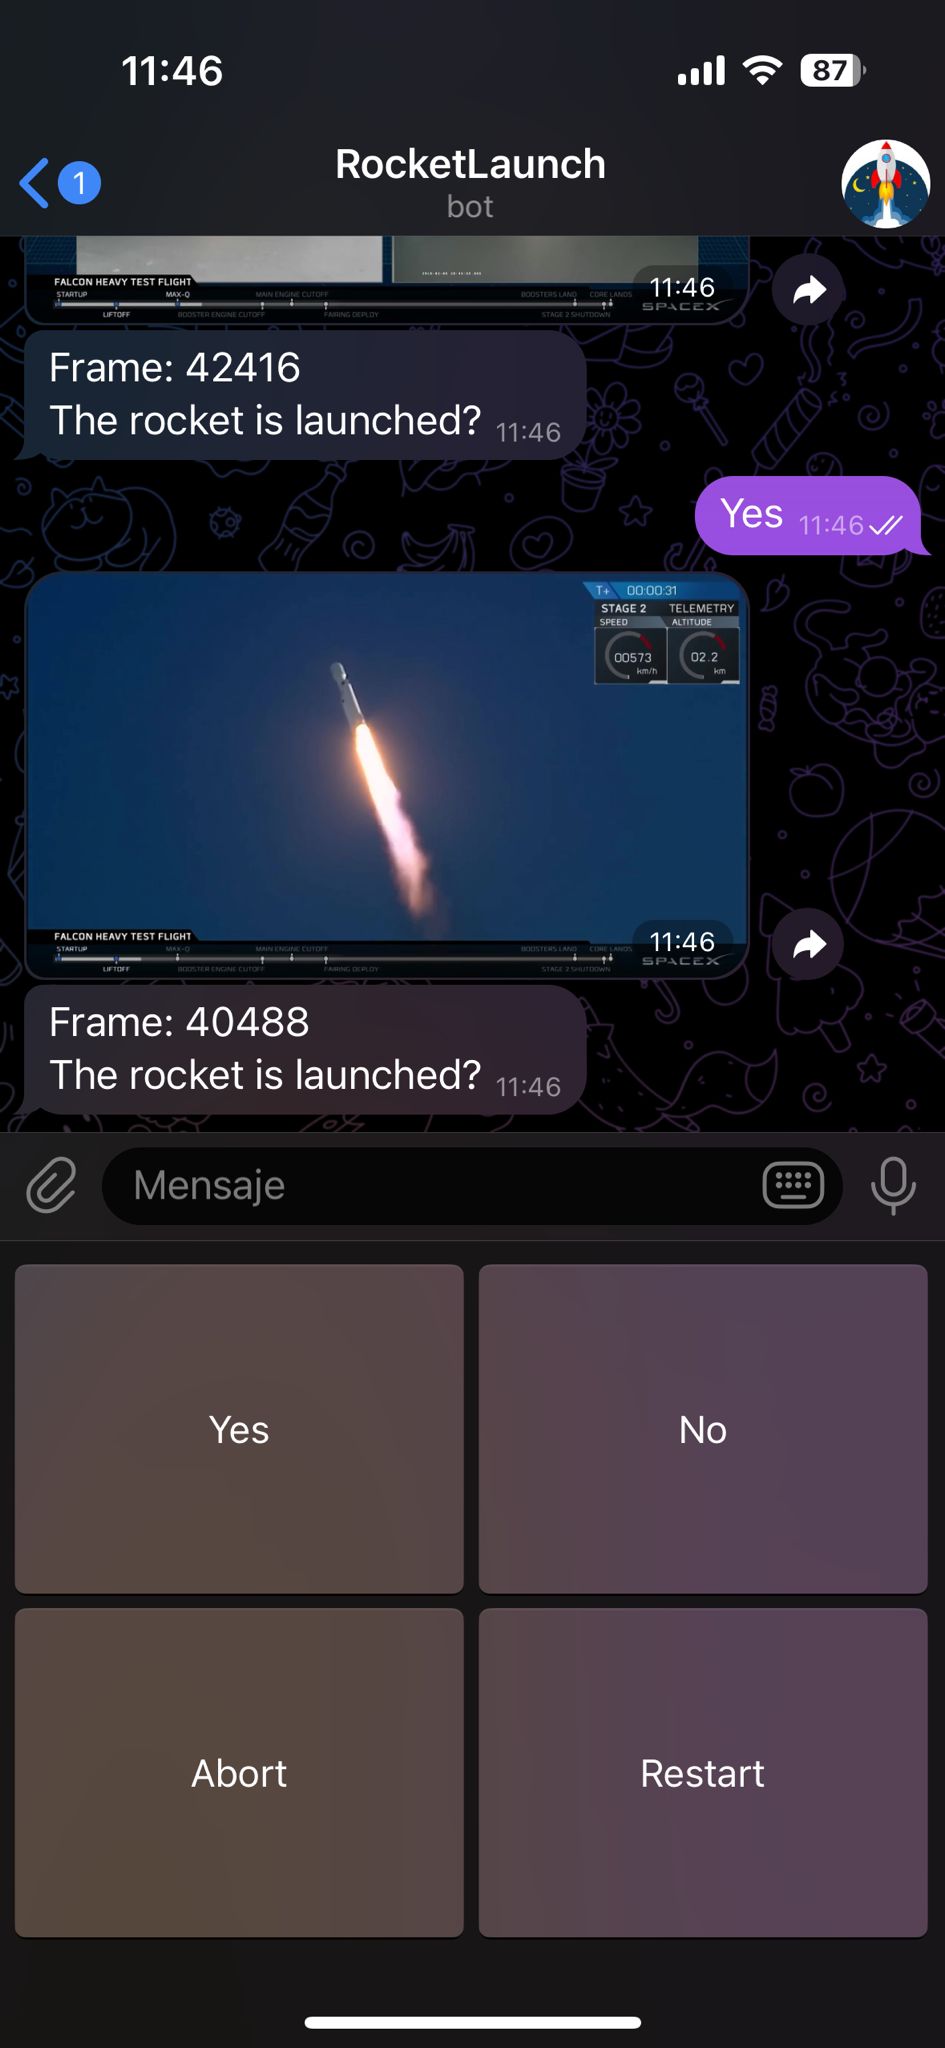 11:46
87
1
RocketLaunch
bot
FALCON HEAVY TEST FLIGHT
STARTUP MAX-Q MAIN ENGINE CUTOFF BOOSTERS LAND CORE LANDS
LIFTOFF BOOSTER ENGINE CUTOFF FAIRING DEPLOY STAGE 2 SHUTDOWN
11:46
SPACEX
Frame: 42416
The rocket is launched? 11:46
Yes 11:46
T+ 00:00:31
STAGE 2 TELEMETRY
SPEED ALTITUDE
00573 02.2
km/h km
FALCON HEAVY TEST FLIGHT
STARTUP MAX-Q MAIN ENGINE CUTOFF BOOSTERS LAND CORE LANDS
LIFTOFF BOOSTER ENGINE CUTOFF FAIRING DEPLOY STAGE 2 SHUTDOWN
11:46
SPACEX
Frame: 40488
The rocket is launched? 11:46
Mensaje
Yes No
Abort Restart